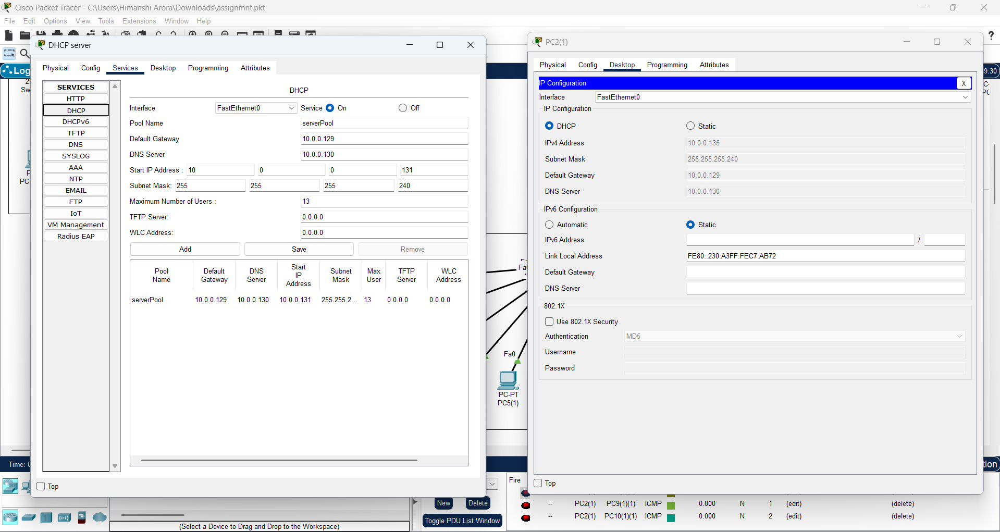 Cisco Packet Tracer - C:\Users\Himanshi Arora\Downloads\assignmnt.pkt
File Edit Options View Tools Extensions Window Help
DHCP server
Physical Config Services Desktop Programming Attributes
SERVICES
HTTP
DHCP
DHCPv6
TFTP
DNS
SYSLOG
AAA
NTP
EMAIL
FTP
IoT
VM Management
Radius EAP
DHCP
Interface FastEthernet0 Service On Off
Pool Name serverPool
Default Gateway 10.0.0.129
DNS Server 10.0.0.130
Start IP Address : 10 0 0 131
Subnet Mask: 255 255 255 240
Maximum Number of Users : 13
TFTP Server: 0.0.0.0
WLC Address: 0.0.0.0
Add Save Remove
Pool Name Default Gateway DNS Server Start IP Address Subnet Mask Max User TFTP Server WLC Address
serverPool 10.0.0.129 10.0.0.130 10.0.0.131 255.255.2... 13 0.0.0.0 0.0.0.0
Top
PC2(1)
Physical Config Desktop Programming Attributes
IP Configuration X
Interface FastEthernet0
IP Configuration
DHCP Static
IPv4 Address 10.0.0.135
Subnet Mask 255.255.255.240
Default Gateway 10.0.0.129
DNS Server 10.0.0.130
IPv6 Configuration
Automatic Static
IPv6 Address /
Link Local Address FE80::230:A3FF:FEC7:AB72
Default Gateway
DNS Server
802.1X
Use 802.1X Security
Authentication MD5
Username
Password
Top
Log
Sw
PC
9:30
Fa0
PC-PT
PC5(1)
Time: 0
tion
Fire
New Delete
Toggle PDU List Window
-- PC2(1) PC9(1)(1) ICMP 0.000 N 1 (edit) (delete)
-- PC2(1) PC10(1)(1) ICMP 0.000 N 2 (edit) (delete)
(Select a Device to Drag and Drop to the Workspace)